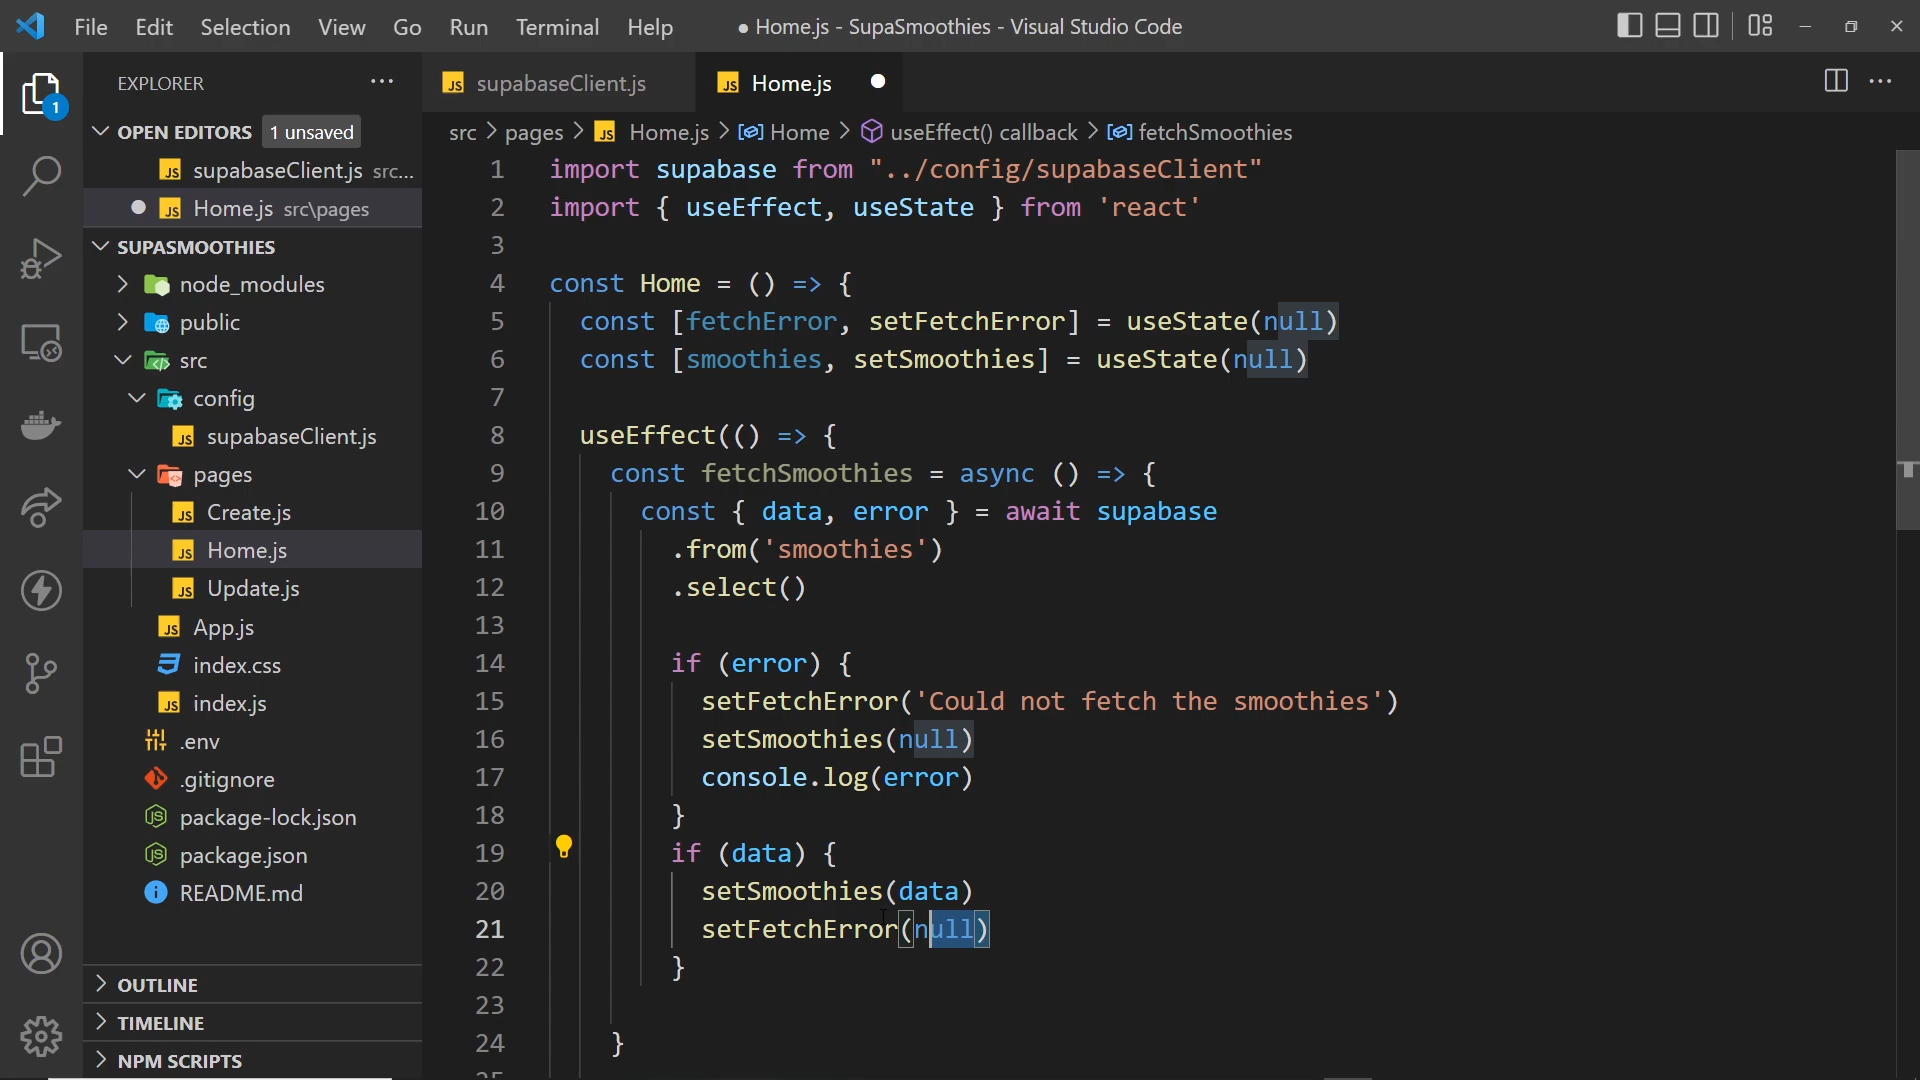 File Edit Selection View Go Run Terminal Help ● Home.js - SupaSmoothies - Visual Studio Code
1
EXPLORER
OPEN EDITORS 1 unsaved
supabaseClient.js src...
Home.js src\pages
SUPASMOOTHIES
node_modules
public
src
config
supabaseClient.js
pages
Create.js
Home.js
Update.js
App.js
index.css
index.js
.env
.gitignore
package-lock.json
package.json
README.md
OUTLINE
TIMELINE
NPM SCRIPTS
JS supabaseClient.js JS Home.js
src > pages > JS Home.js > Home > useEffect() callback > fetchSmoothies
1 import supabase from "../config/supabaseClient"
2 import { useEffect, useState } from 'react'
3
4 const Home = () => {
5 const [fetchError, setFetchError] = useState(null)
6 const [smoothies, setSmoothies] = useState(null)
7
8 useEffect(() => {
9 const fetchSmoothies = async () => {
10 const { data, error } = await supabase
11 .from('smoothies')
12 .select()
13
14 if (error) {
15 setFetchError('Could not fetch the smoothies')
16 setSmoothies(null)
17 console.log(error)
18 }
19 if (data) {
20 setSmoothies(data)
21 setFetchError(null)
22 }
23
24 }